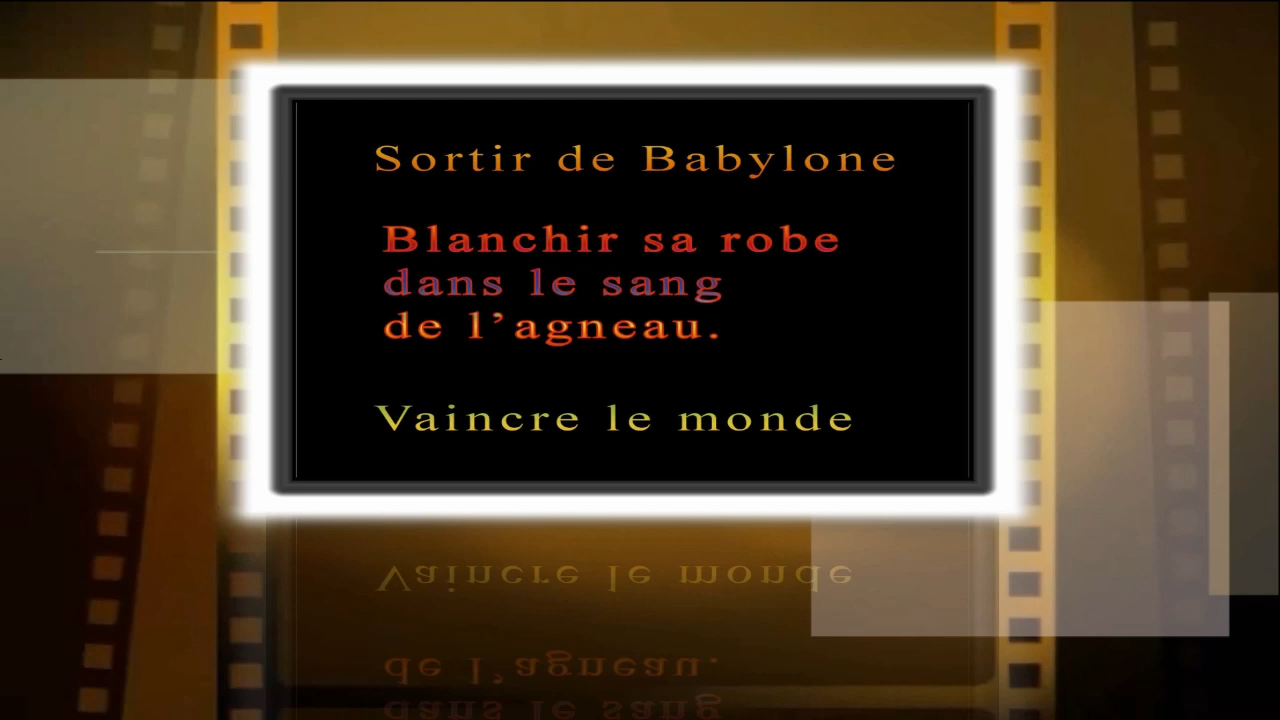 Sortir de Babylone
Blanchir sa robe
dans le sang
de l’agneau.
Vaincre le monde